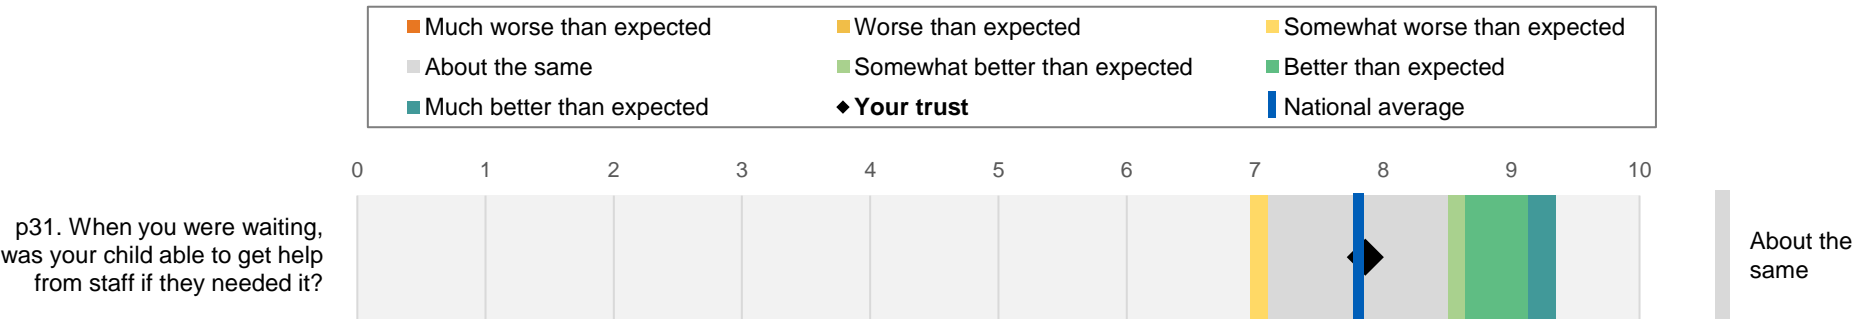 Much worse than expected
Worse than expected
Somewhat worse than expected
About the same
Somewhat better than expected
Better than expected
Much better than expected
Your trust
National average
0 1 2 3 4 5 6 7 8 9 10
p31. When you were waiting,
was your child able to get help
from staff if they needed it?
About the
same